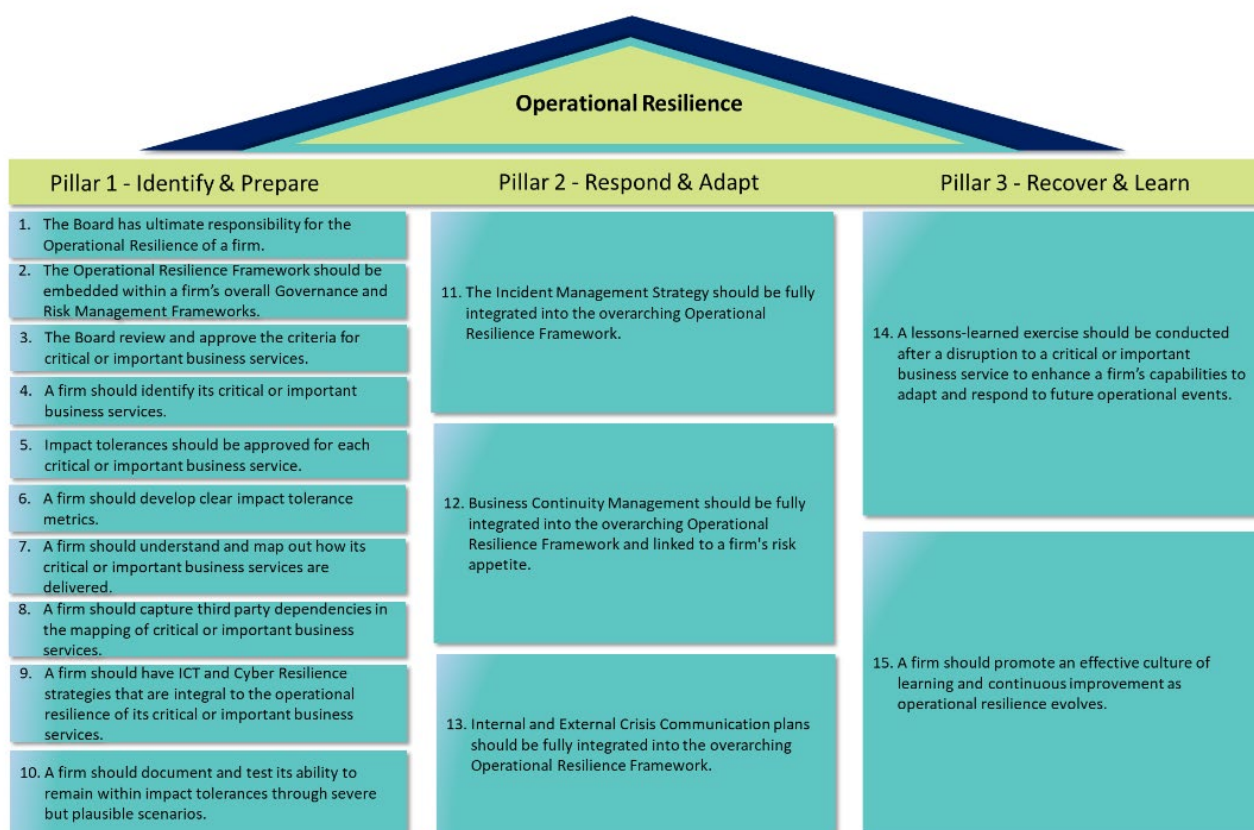 Operational Resilience
Pillar 1 - Identify & Prepare
1. The Board has ultimate responsibility for the
Operational Resilience of a firm.
2. The Operational Resilience Framework should be
embedded within a firm's overall Governance and
Risk Management Frameworks.
3. The Board review and approve the criteria for
critical or important business services.
4. A firm should identify its critical or important
business services.
5. Impact tolerances should be approved for each
critical or important business service.
6. A firm should develop clear impact tolerance
metrics.
7. A firm should understand and map out how its
critical or important business services are
delivered.
8. A firm should capture third party dependencies in
the mapping of critical or important business
services.
9. A firm should have ICT and Cyber Resilience
strategies that are integral to the operational
resilience of its critical or important business
services.
10. A firm should document and test its ability to
remain within impact tolerances through severe
but plausible scenarios.
Pillar 2 - Respond & Adapt
11. The Incident Management Strategy should be fully
integrated into the overarching Operational
Resilience Framework.
12. Business Continuity Management should be fully
integrated into the overarching Operational
Resilience Framework and linked to a firm's risk
appetite.
13. Internal and External Crisis Communication plans
should be fully integrated into the overarching
Operational Resilience Framework.
Pillar 3 - Recover & Learn
14. A lessons-learned exercise should be conducted
after a disruption to a critical or important
business service to enhance a firm's capabilities to
adapt and respond to future operational events.
15. A firm should promote an effective culture of
learning and continuous improvement as
operational resilience evolves.